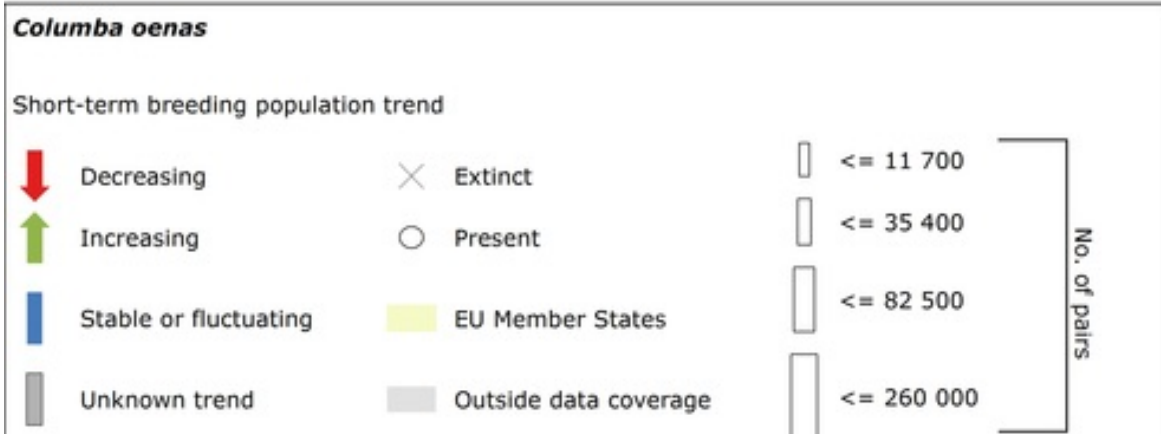 Columba oenas
Short-term breeding population trend
Decreasing
Extinct
<= 11 700
Increasing
Present
<= 35 400
Stable or fluctuating
EU Member States
<= 82 500
Unknown trend
Outside data coverage
<= 260 000
No. of pairs